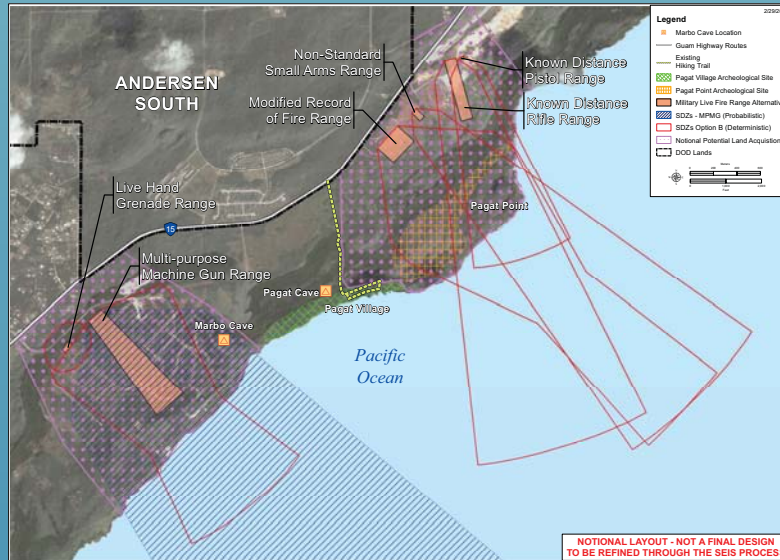 Legend
Marbo Cave Location
Guam Highway Routes
Existing
Hiking Trail
Pagat Village Archeological Site
Pagat Point Archeological Site
Military Live Fire Range Alternativ
SDZs - MPMG (Probabilistic)
SDZs Option B (Deterministic)
Notional Potential Land Acquistion
DOD Lands
ANDERSEN
SOUTH
Non-Standard
Small Arms Range
Modified Record
of Fire Range
Known Distance
Pistol Range
Known Distance
Rifle Range
Live Hand
Grenade Range
15
Multi-purpose
Machine Gun Range
Pagat Point
Pagat Cave
Pagat Village
Marbo Cave
Pacific
Ocean
NOTIONAL LAYOUT - NOT A FINAL DESIGN
TO BE REFINED THROUGH THE SEIS PROCES